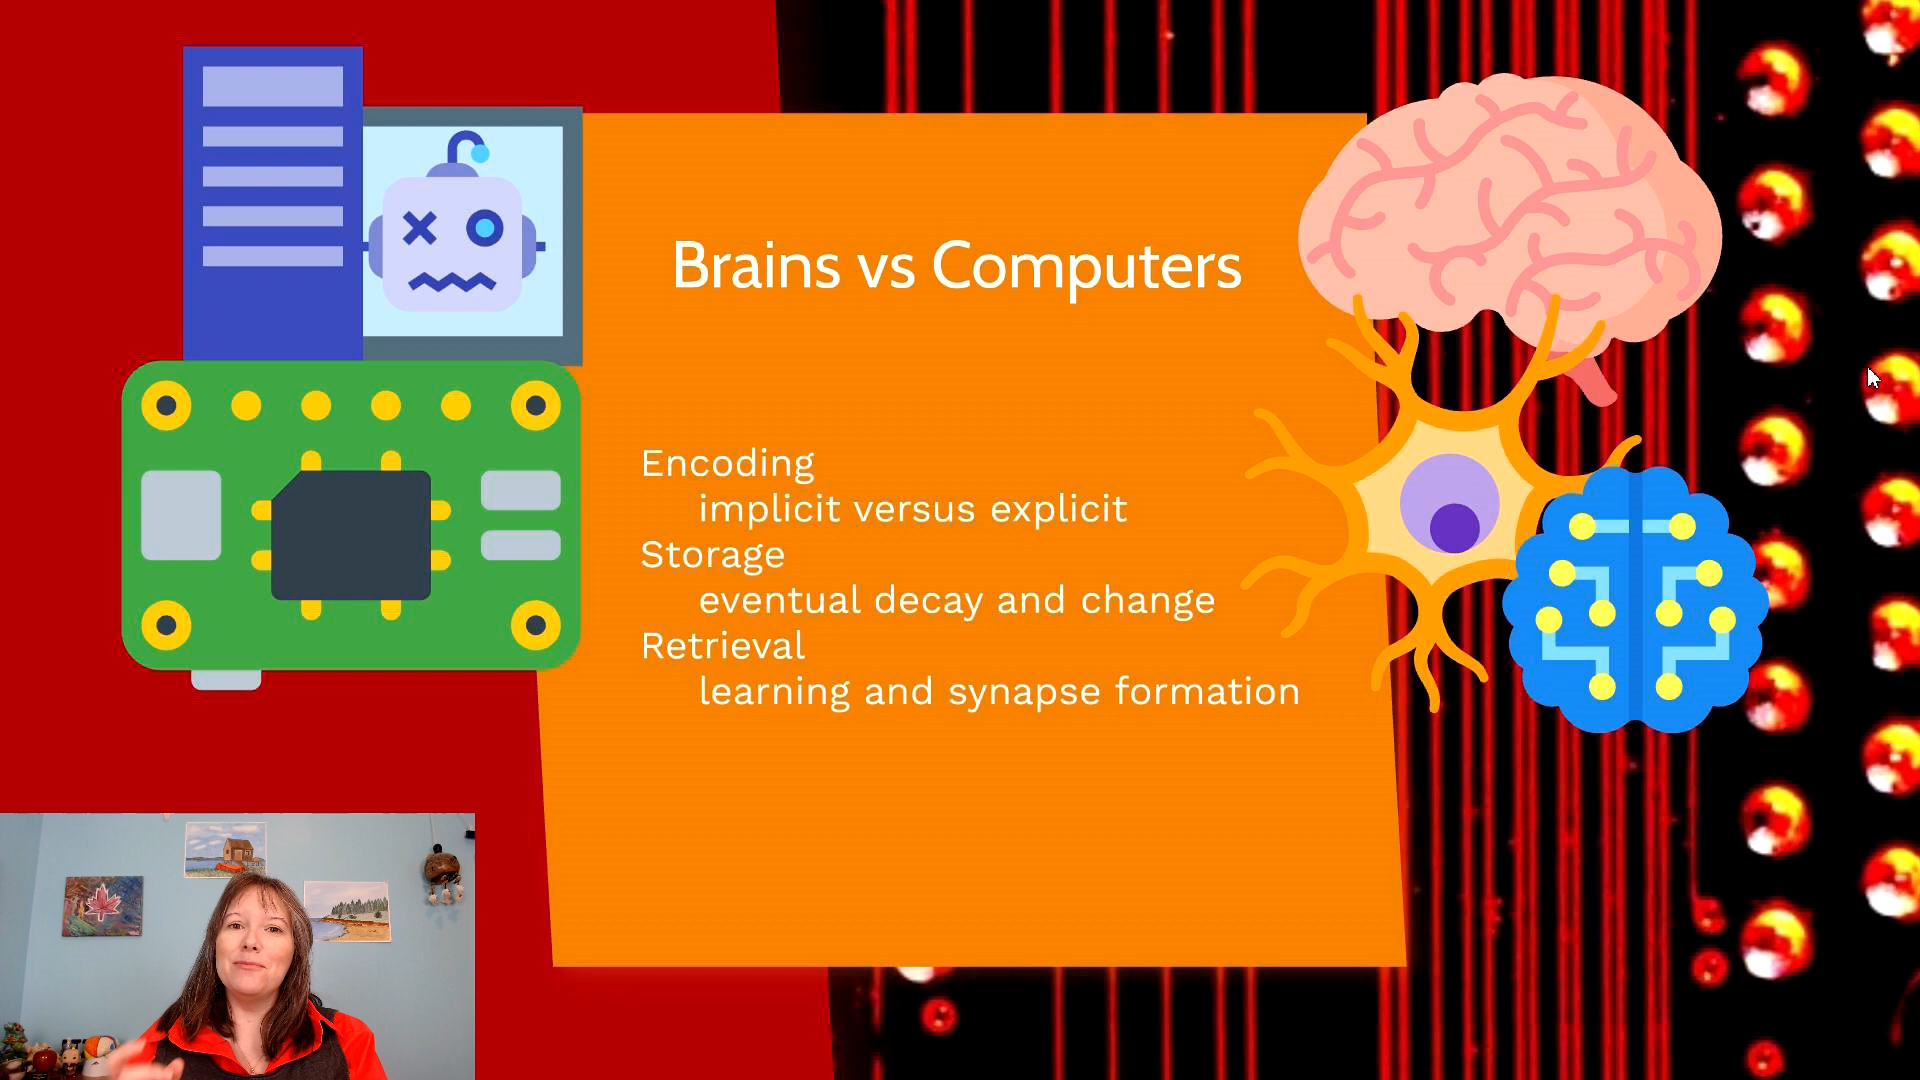 Brains vs Computers
Encoding
implicit versus explicit
Storage
eventual decay and change
Retrieval
learning and synapse formation